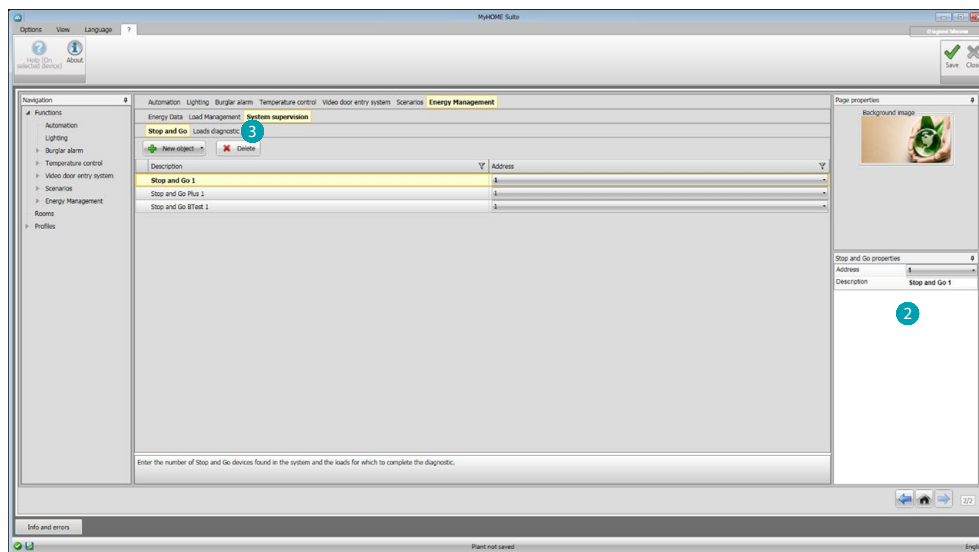 MyHOME Suite
Options View Language ?
Help (On selected device)
About
Save Close
Navigation
Functions
Automation
Lighting
Burglar alarm
Temperature control
Video door entry system
Scenarios
Energy Management
Rooms
Profiles
Automation Lighting Burglar alarm Temperature control Video door entry system Scenarios Energy Management
Energy Data Load Management System supervision
Stop and Go Loads diagnostic 3
New object Delete
Description Address
Stop and Go 1 1
Stop and Go Plus 1 1
Stop and Go BTest 1 1
Enter the number of Stop and Go devices found in the system and the loads for which to complete the diagnostic.
Page properties
Background image
Stop and Go properties
Address 1
Description Stop and Go 1
2
2/2
Info and errors
Plant not saved
Engli